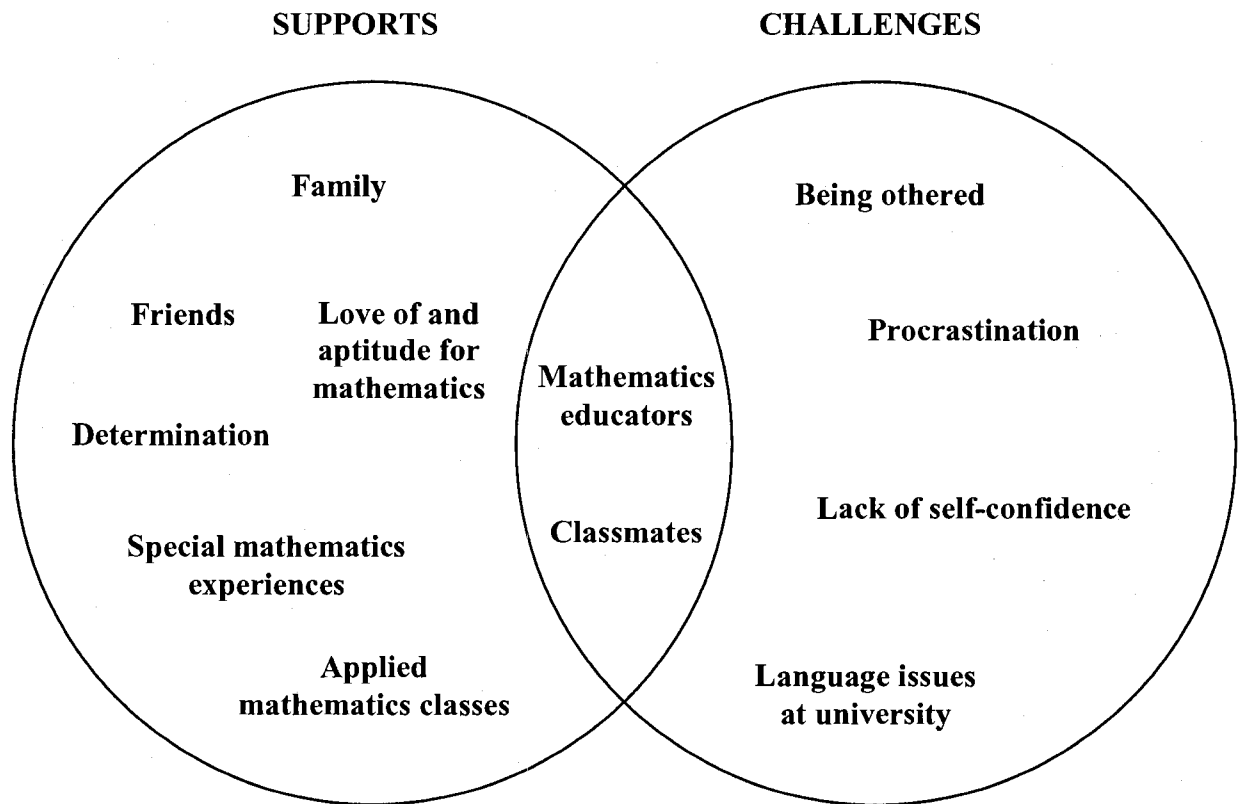 SUPPORTS
CHALLENGES
Family
Being othered
Friends
Love of and
aptitude for
mathematics
Procrastination
Mathematics
educators
Determination
Lack of self-confidence
Classmates
Special mathematics
experiences
Applied
mathematics classes
Language issues
at university